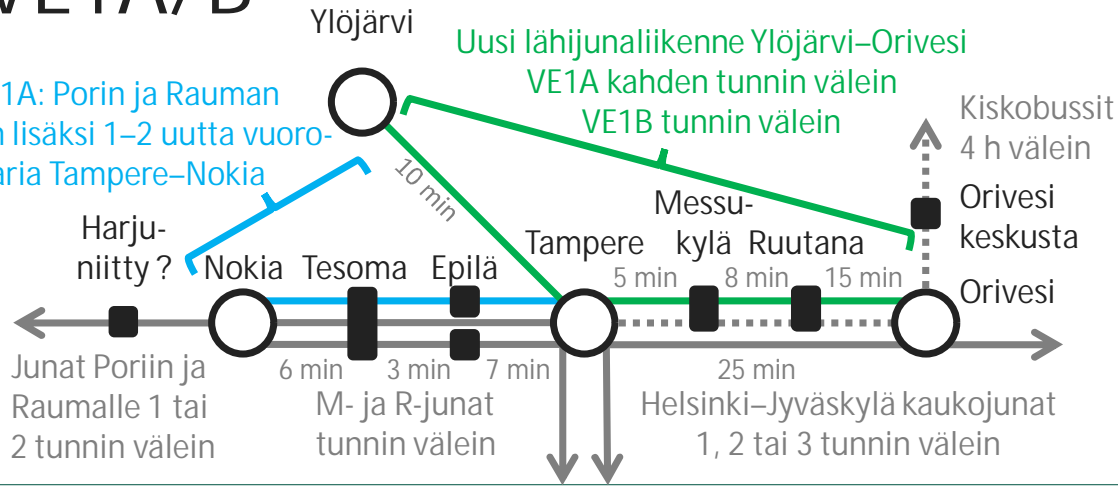 VE1A/B
Ylöjärvi
Uusi lähijunaliikenne Ylöjärvi–Orivesi
VE1A kahden tunnin välein
VE1B tunnin välein
1A: Porin ja Rauman
lisäksi 1–2 uutta vuoro-
Tampere–Nokia
Kiskobussit
4 h välein
10 min
Orivesi
keskusta
Harju-
niitty ?
Nokia
Tesoma
Epilä
Tampere
Messu-
kylä
Ruutana
5 min
8 min
15 min
Orivesi
6 min
3 min
7 min
25 min
Junat Poriin ja
Raumalle 1 tai
2 tunnin välein
M- ja R-junat
tunnin välein
Helsinki–Jyväskylä kaukojunat
1, 2 tai 3 tunnin välein